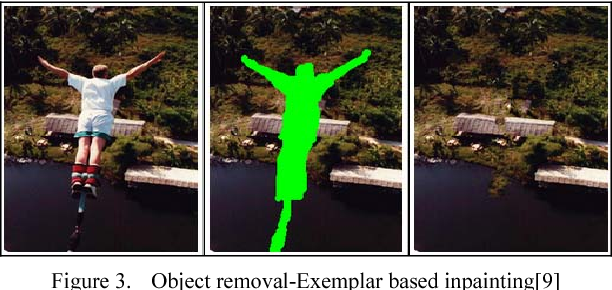 Figure 3. Object removal-Exemplar based inpainting[9]